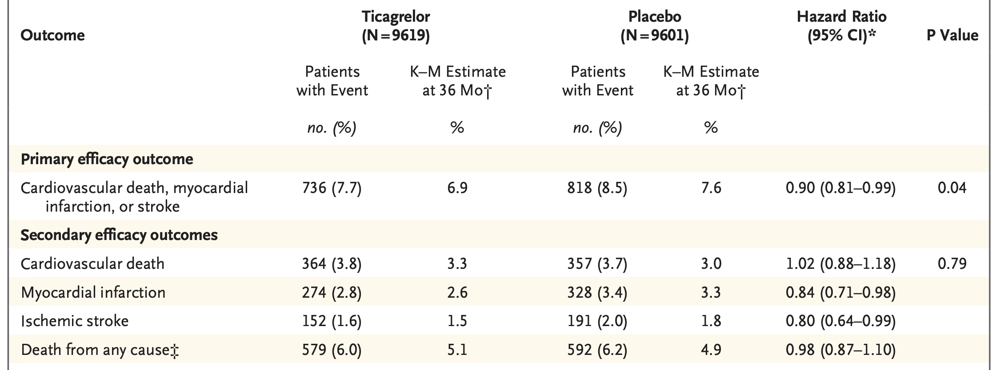 Ticagrelor Placebo Hazard Ratio
Outcome (N=9619) (N=9601) (95% CI)* P Value
Patients K–M Estimate Patients K–M Estimate
with Event at 36 Mo† with Event at 36 Mo†
no. (%) % no. (%) %
Primary efficacy outcome
Cardiovascular death, myocardial 736 (7.7) 6.9 818 (8.5) 7.6 0.90 (0.81–0.99) 0.04
infarction, or stroke
Secondary efficacy outcomes
Cardiovascular death 364 (3.8) 3.3 357 (3.7) 3.0 1.02 (0.88–1.18) 0.79
Myocardial infarction 274 (2.8) 2.6 328 (3.4) 3.3 0.84 (0.71–0.98)
Ischemic stroke 152 (1.6) 1.5 191 (2.0) 1.8 0.80 (0.64–0.99)
Death from any cause‡ 579 (6.0) 5.1 592 (6.2) 4.9 0.98 (0.87–1.10)